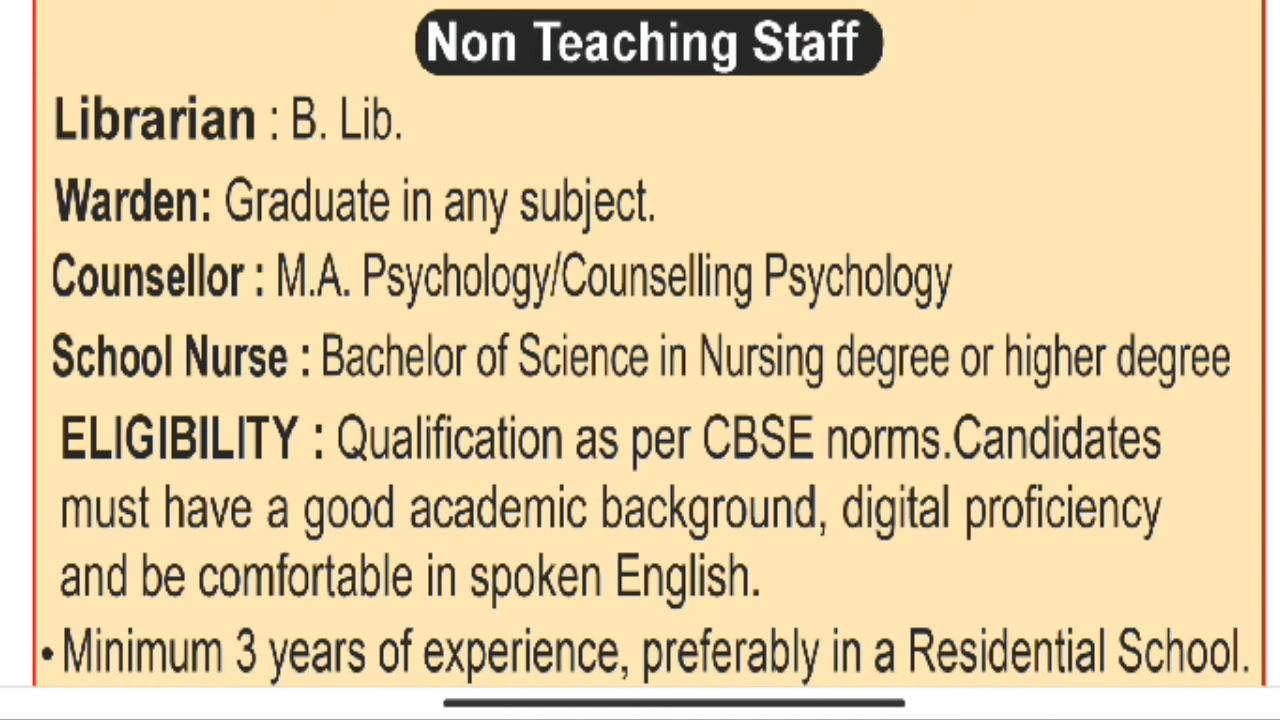 Non Teaching Staff
Librarian : B. Lib.
Warden: Graduate in any subject.
Counsellor : M.A. Psychology/Counselling Psychology
School Nurse : Bachelor of Science in Nursing degree or higher degree
ELIGIBILITY : Qualification as per CBSE norms.Candidates
must have a good academic background, digital proficiency
and be comfortable in spoken English.
• Minimum 3 years of experience, preferably in a Residential School.